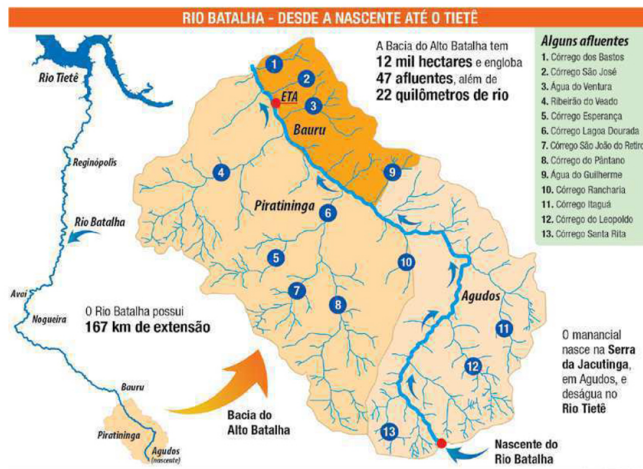 RIO BATALHA - DESDE A NASCENTE ATÉ O TIETÊ
Rio Tietê
Reginópolis
Rio Batalha
Avaí
Nogueira
O Rio Batalha possui
167 km de extensão
Bauru
Piratininga
Agudos
(nascente)
Bacia do
Alto Batalha
A Bacia do Alto Batalha tem
12 mil hectares e engloba
47 afluentes, além de
22 quilômetros de rio
1
2
ETA
3
Bauru
4
9
Piratininga
6
5
10
7
8
Agudos
11
12
13
Nascente do
Rio Batalha
Alguns afluentes
1. Córrego dos Bastos
2. Córrego São José
3. Água do Ventura
4. Ribeirão do Veado
5. Córrego Esperança
6. Córrego Lagoa Dourada
7. Córrego São João do Retiro
8. Córrego do Pântano
9. Água do Guilherme
10. Córrego Rancharia
11. Córrego Itaguá
12. Córrego do Leopoldo
13. Córrego Santa Rita
O manancial
nasce na Serra
da Jacutinga,
em Agudos, e
deságua no
Rio Tietê